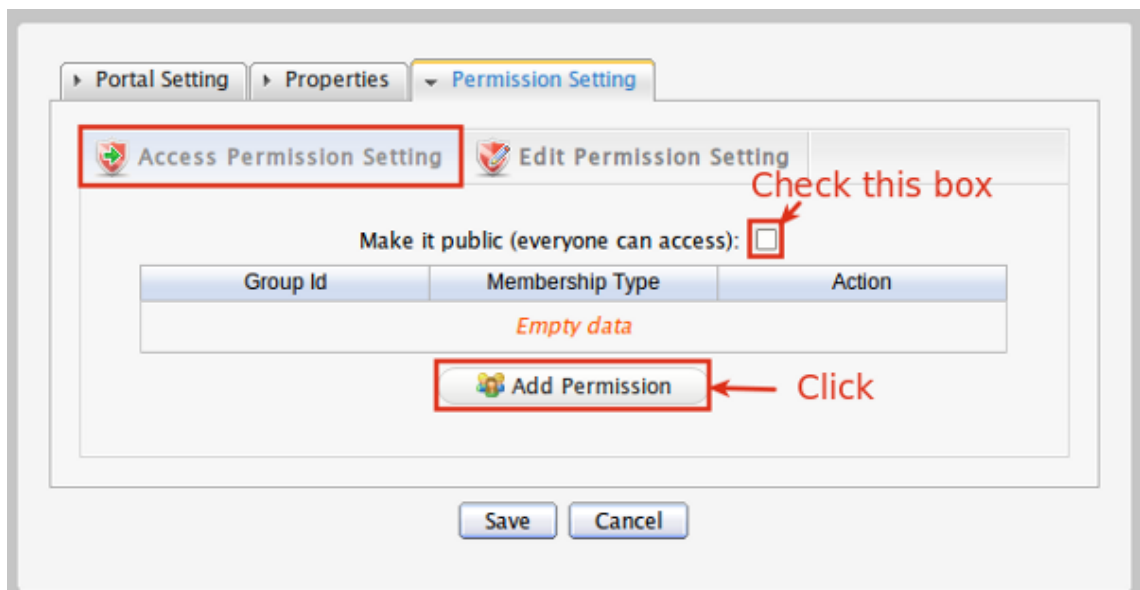 Portal Setting Properties Permission Setting
Access Permission Setting Edit Permission Setting
Check this box
Make it public (everyone can access):
Group Id Membership Type Action
Empty data
Add Permission Click
Save Cancel